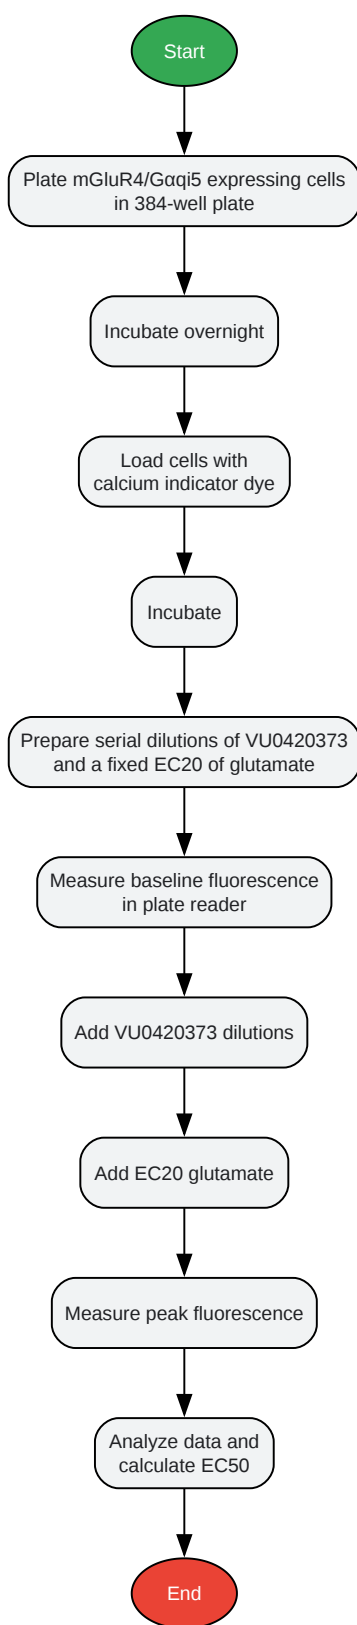 Start
Plate mGluR4/Gαqi5 expressing cells
in 384-well plate
Incubate overnight
Load cells with
calcium indicator dye
Incubate
Prepare serial dilutions of VU0420373
and a fixed EC20 of glutamate
Measure baseline fluorescence
in plate reader
Add VU0420373 dilutions
Add EC20 glutamate
Measure peak fluorescence
Analyze data and
calculate EC50
End